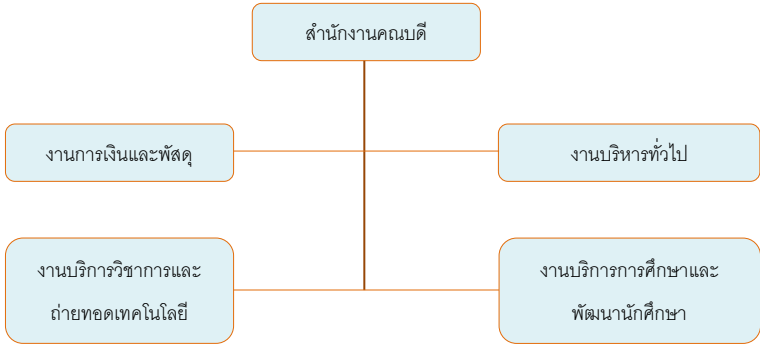 สำนักงานคณบดี
งานการเงินและพัสดุ
งานบริหารทั่วไป
งานบริการวิชาการและ
ถ่ายทอดเทคโนโลยี
งานบริการการศึกษาและ
พัฒนานักศึกษา